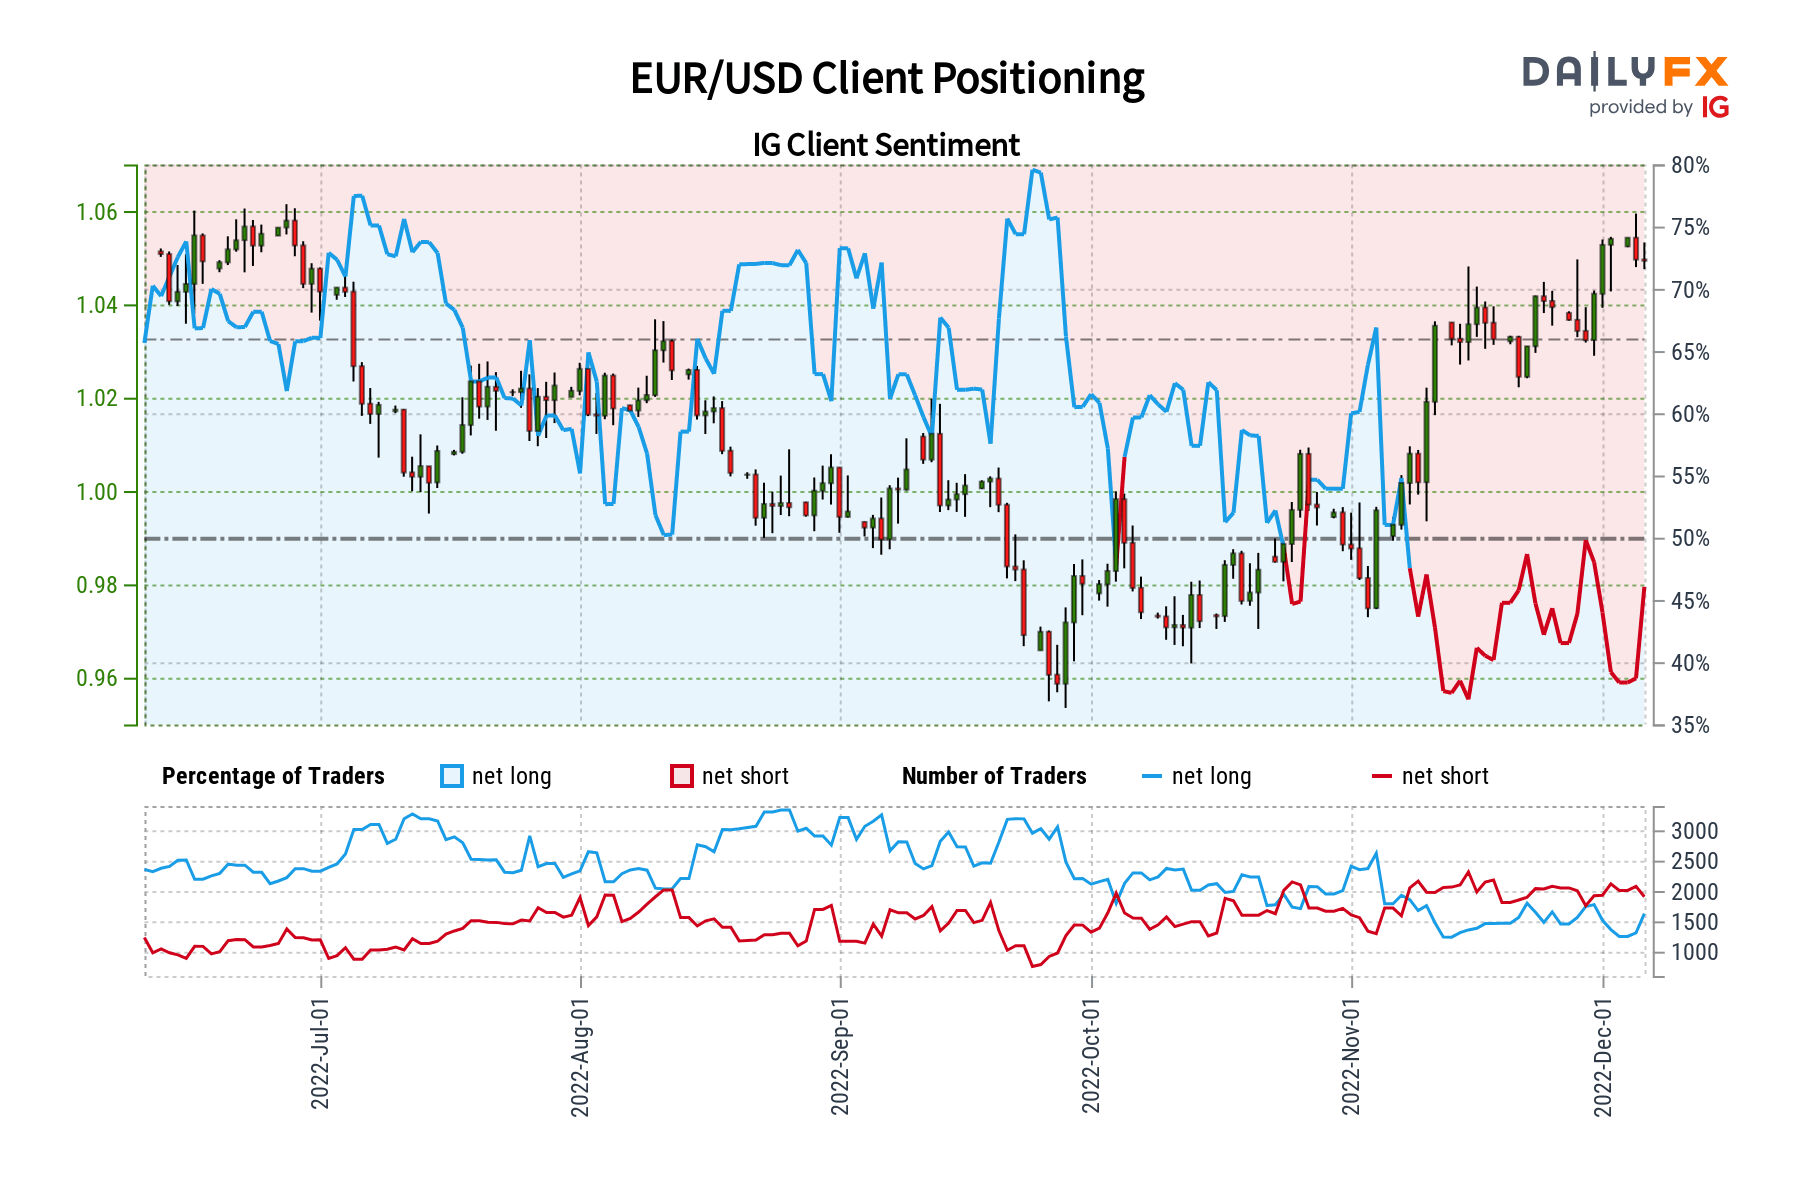 EUR/USD Client Positioning
DAILYFX
provided by IG
IG Client Sentiment
1.06
1.04
1.02
1.00
0.98
0.96
80%
75%
70%
65%
60%
55%
50%
45%
40%
35%
Percentage of Traders net long net short Number of Traders net long net short
3000
2500
2000
1500
1000
2022-Jul-01
2022-Aug-01
2022-Sep-01
2022-Oct-01
2022-Nov-01
2022-Dec-01